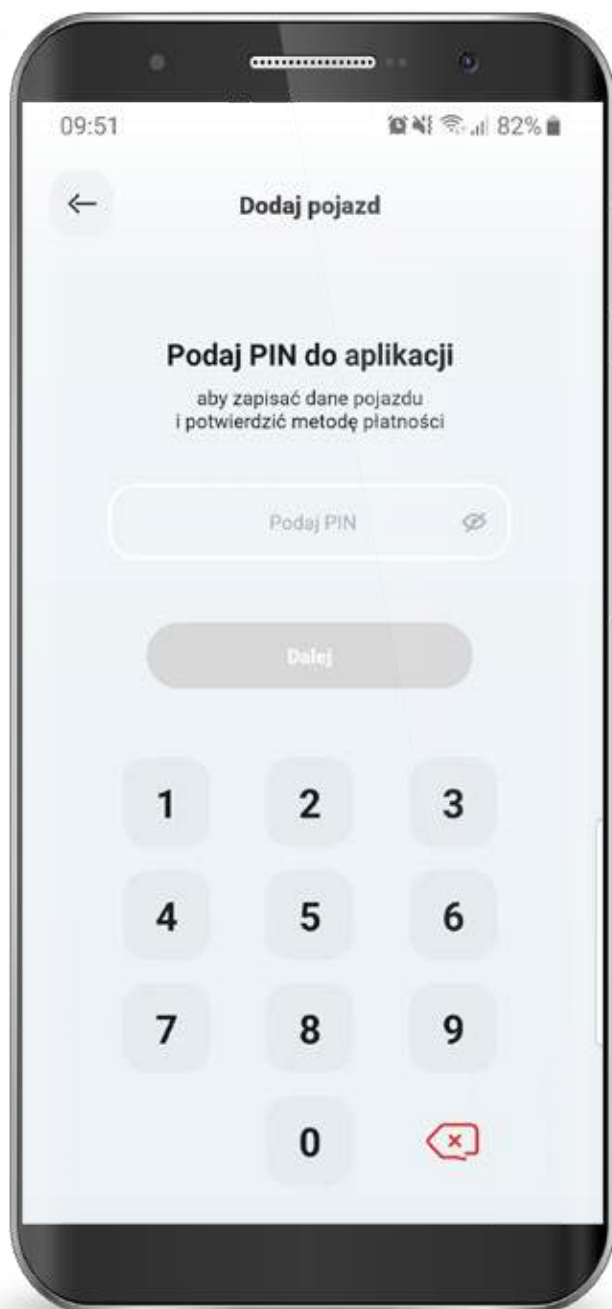 09:51 82%
Dodaj pojazd
Podaj PIN do aplikacji
aby zapisać dane pojazdu
i potwierdzić metodę płatności
Podaj PIN
Dalej
1 2 3
4 5 6
7 8 9
0